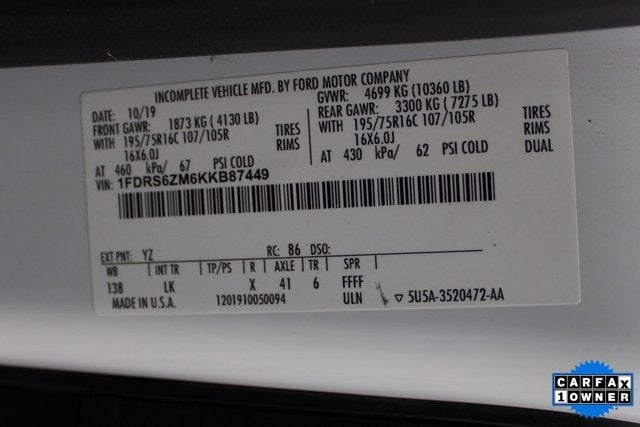 INCOMPLETE VEHICLE MFD. BY FORD MOTOR COMPANY
DATE: 10/19 GVWR: 4699 KG (10360 LB)
FRONT GAWR: 1873 KG ( 4130 LB) REAR GAWR: 3300 KG ( 7275 LB)
WITH 195/75R16C 107/105R TIRES WITH 195/75R16C 107/105R TIRES
16X6.0J RIMS 16X6.0J RIMS
AT 460 kPa/ 67 PSI COLD AT 430 kPa/ 62 PSI COLD DUAL
VIN: 1FDRS6ZM6KKB87449
EXT PNT: YZ RC: 86 DSO:
WB INT TR TP/PS R AXLE TR SPR
138 LK X 41 6 FFFF
MADE IN U.S.A. 1201910050094 ULN ▽ 5U5A-3520472-AA
CARFAX
1 OWNER